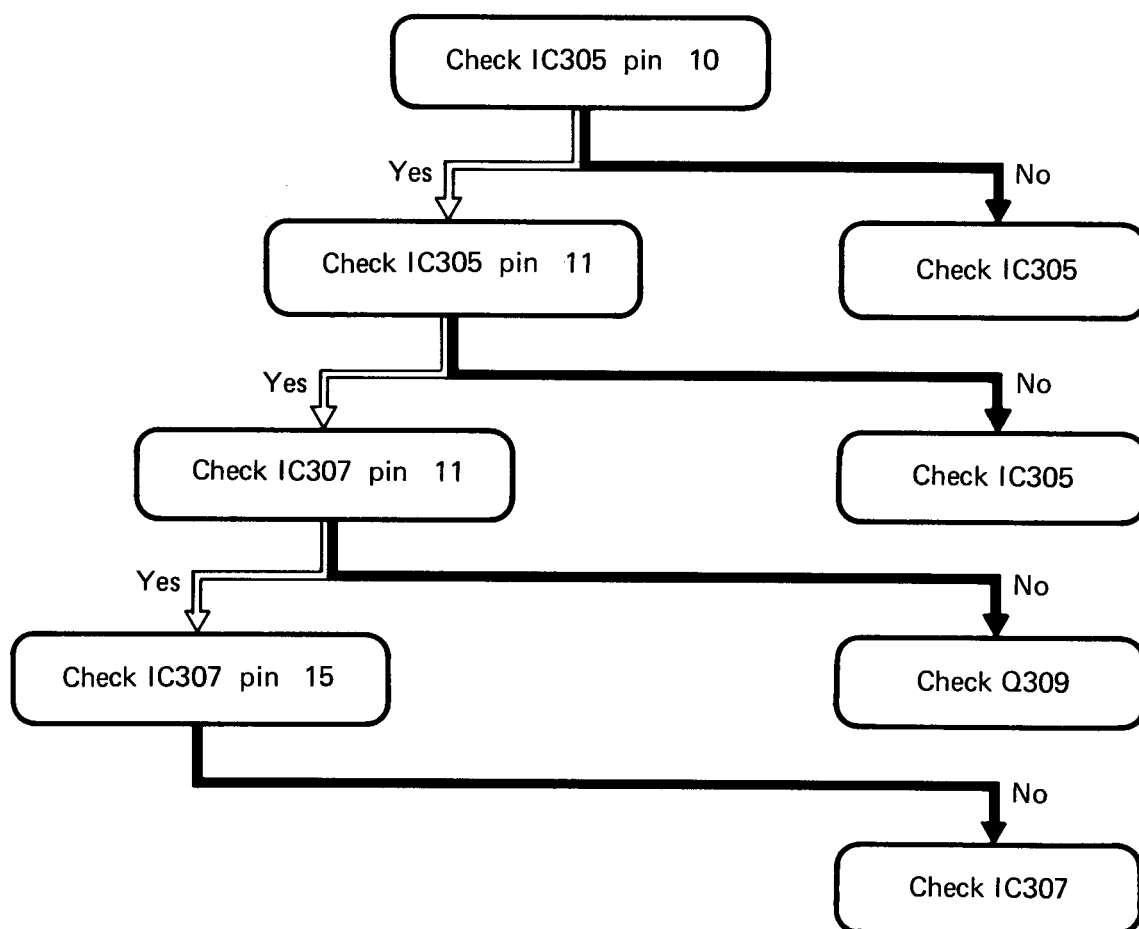 Check IC305 pin 10
Yes
No
Check IC305 pin 11
Check IC305
Yes
No
Check IC307 pin 11
Check IC305
Yes
No
Check IC307 pin 15
Check Q309
No
Check IC307